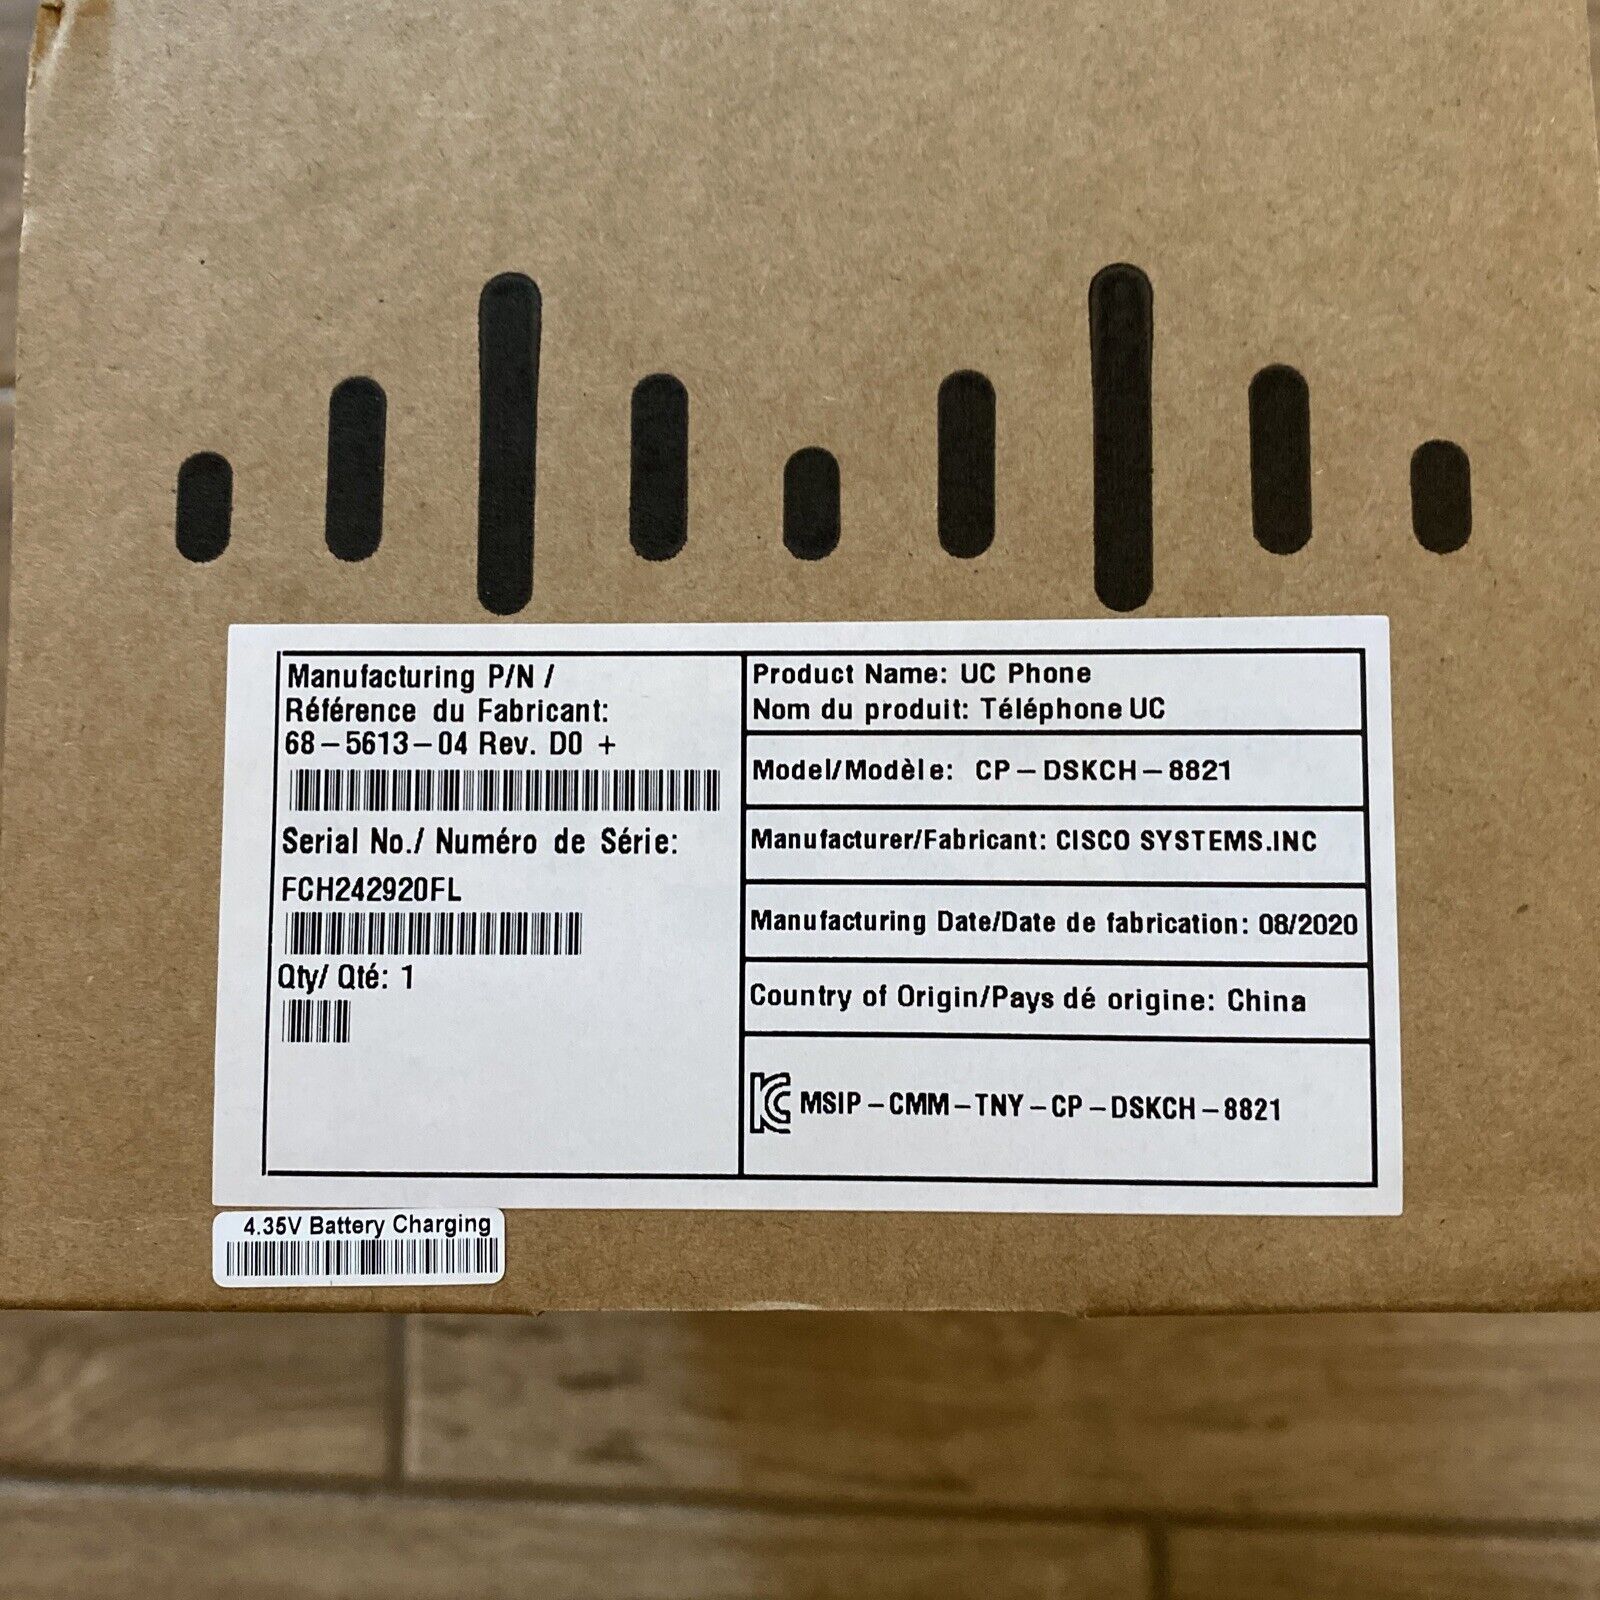 Manufacturing P/N /
Référence du Fabricant:
68-5613-04 Rev. D0 +
Serial No./ Numéro de Série:
FCH242920FL
Qty/ Qté: 1
Product Name: UC Phone
Nom du produit: Téléphone UC
Model/Modèle: CP-DSKCH-8821
Manufacturer/Fabricant: CISCO SYSTEMS.INC
Manufacturing Date/Date de fabrication: 08/2020
Country of Origin/Pays dé origine: China
MSIP-CMM-TNY-CP-DSKCH-8821
4.35V Battery Charging